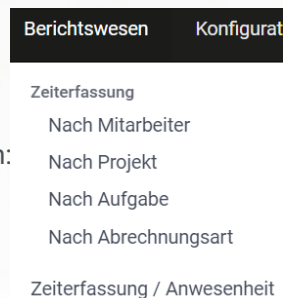 Berichtswesen Konfigurat
Zeiterfassung
Nach Mitarbeiter
n:
Nach Projekt
Nach Aufgabe
Nach Abrechnungsart
Zeiterfassung / Anwesenheit